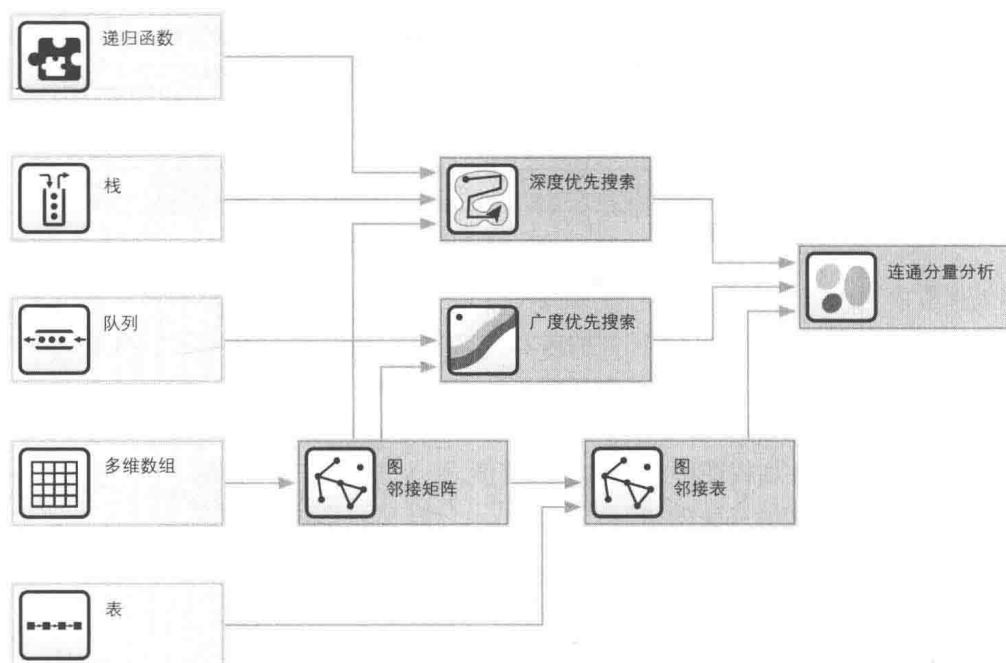 递归函数
栈
深度优先搜索
连通分量分析
队列
广度优先搜索
多维数组
图
邻接矩阵
图
邻接表
表